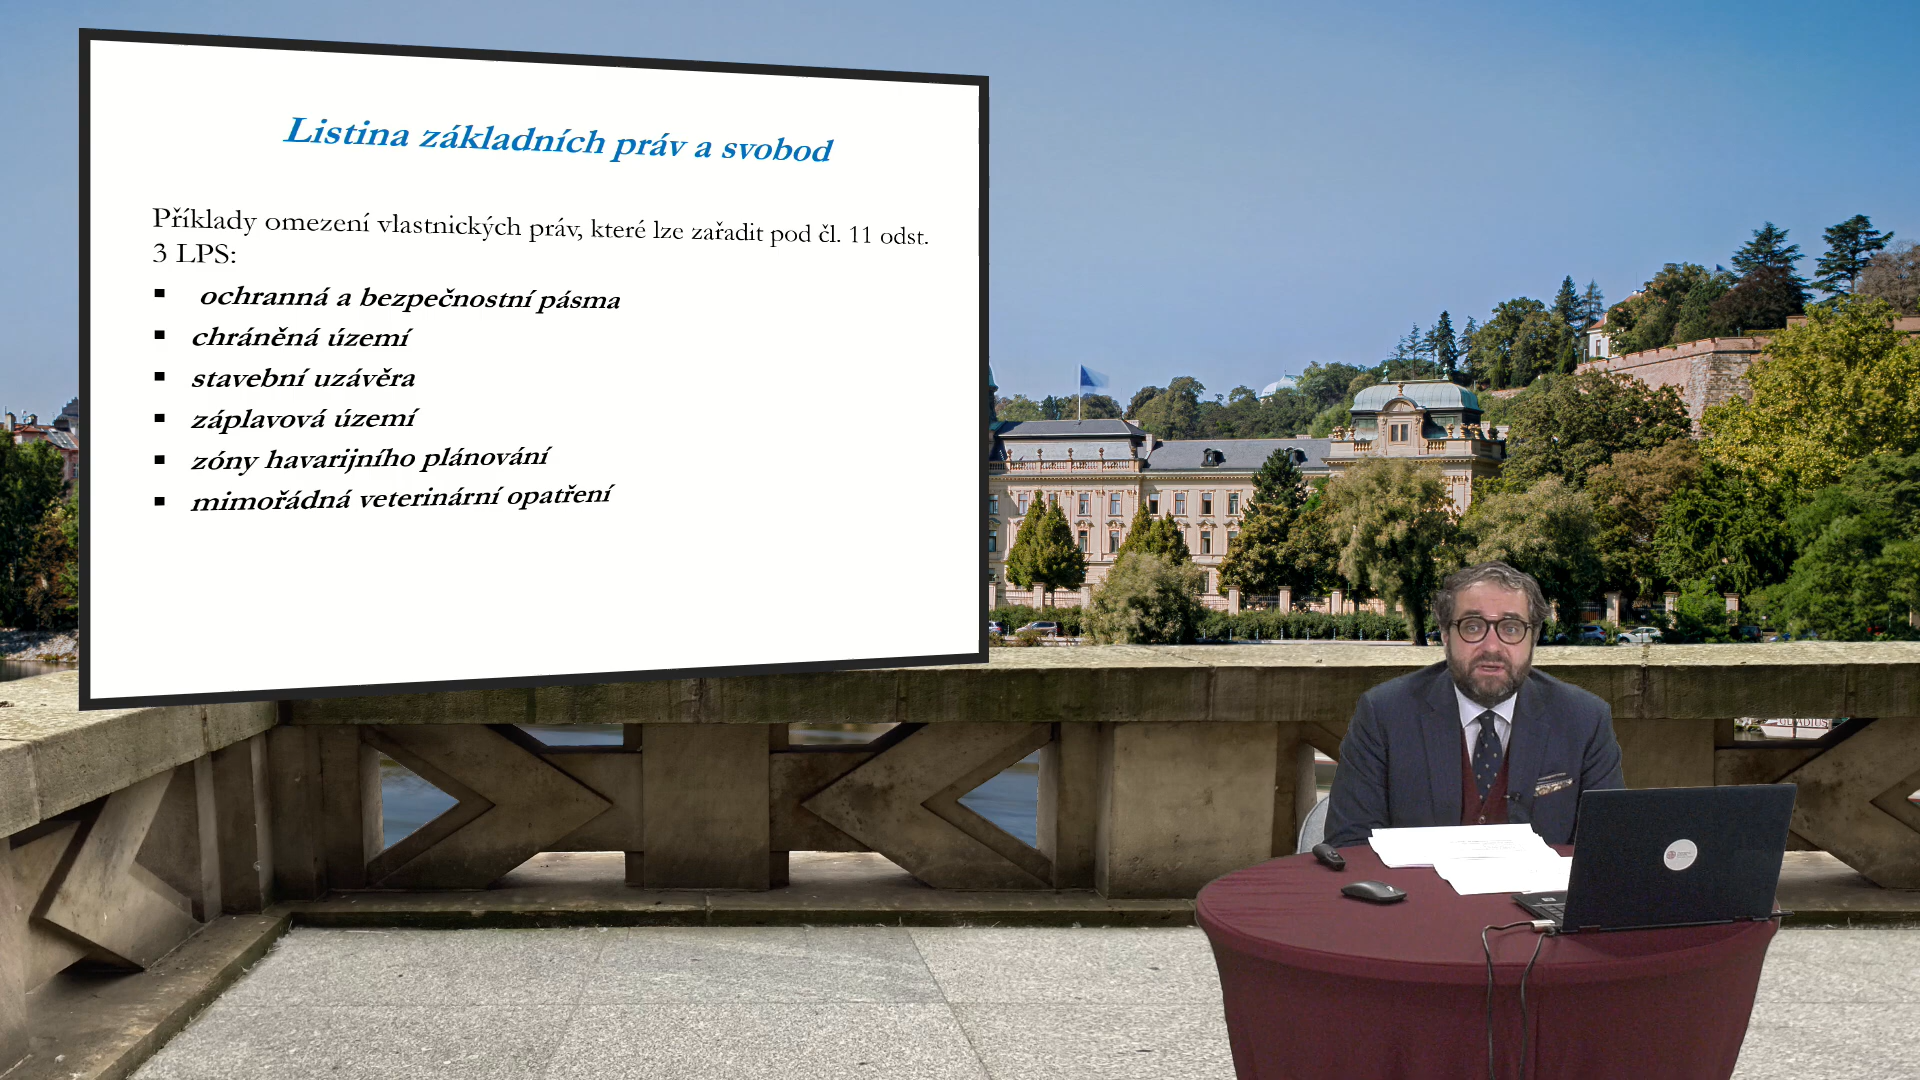 Listina základních práv a svobod
Příklady omezení vlastnických práv, které lze zařadit pod čl. 11 odst.
3 LPS:
▪ ochranná a bezpečnostní pásma
▪ chráněná území
▪ stavební uzávěra
▪ záplavová území
▪ zóny havarijního plánování
▪ mimořádná veterinární opatření